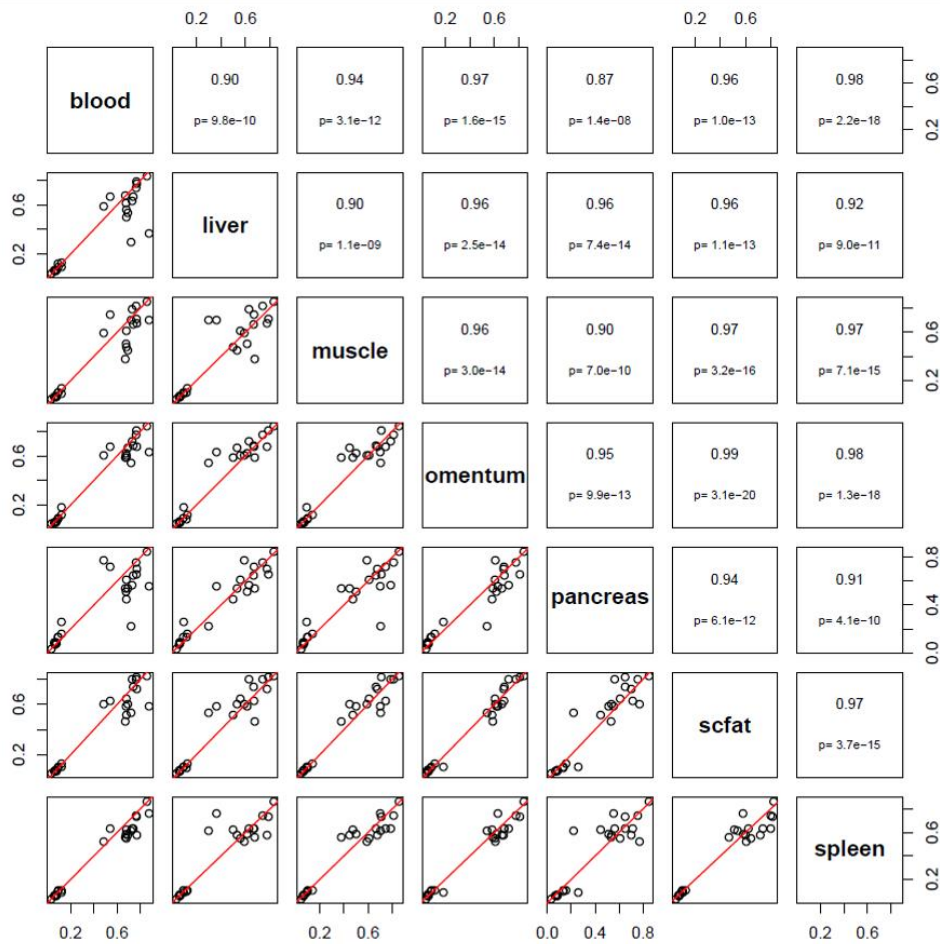 0.2 0.6 0.2 0.6 0.2 0.6
blood 0.90 0.94 0.97 0.87 0.96 0.98
p= 9.8e−10 p= 3.1e−12 p= 1.6e−15 p= 1.4e−08 p= 1.0e−13 p= 2.2e−18
0.2 0.6
0.2 0.6
liver 0.90 0.96 0.96 0.96 0.92
p= 1.1e−09 p= 2.5e−14 p= 7.4e−14 p= 1.1e−13 p= 9.0e−11
muscle 0.96 0.90 0.97 0.97
p= 3.0e−14 p= 7.0e−10 p= 3.2e−16 p= 7.1e−15
0.2 0.6
0.2 0.6
omentum 0.95 0.99 0.98
p= 9.9e−13 p= 3.1e−20 p= 1.3e−18
pancreas 0.94 0.91
p= 6.1e−12 p= 4.1e−10
0.0 0.4 0.8
0.2 0.6
scfat 0.97
p= 3.7e−15
spleen
0.2 0.6
0.2 0.6 0.2 0.6 0.0 0.4 0.8 0.2 0.6